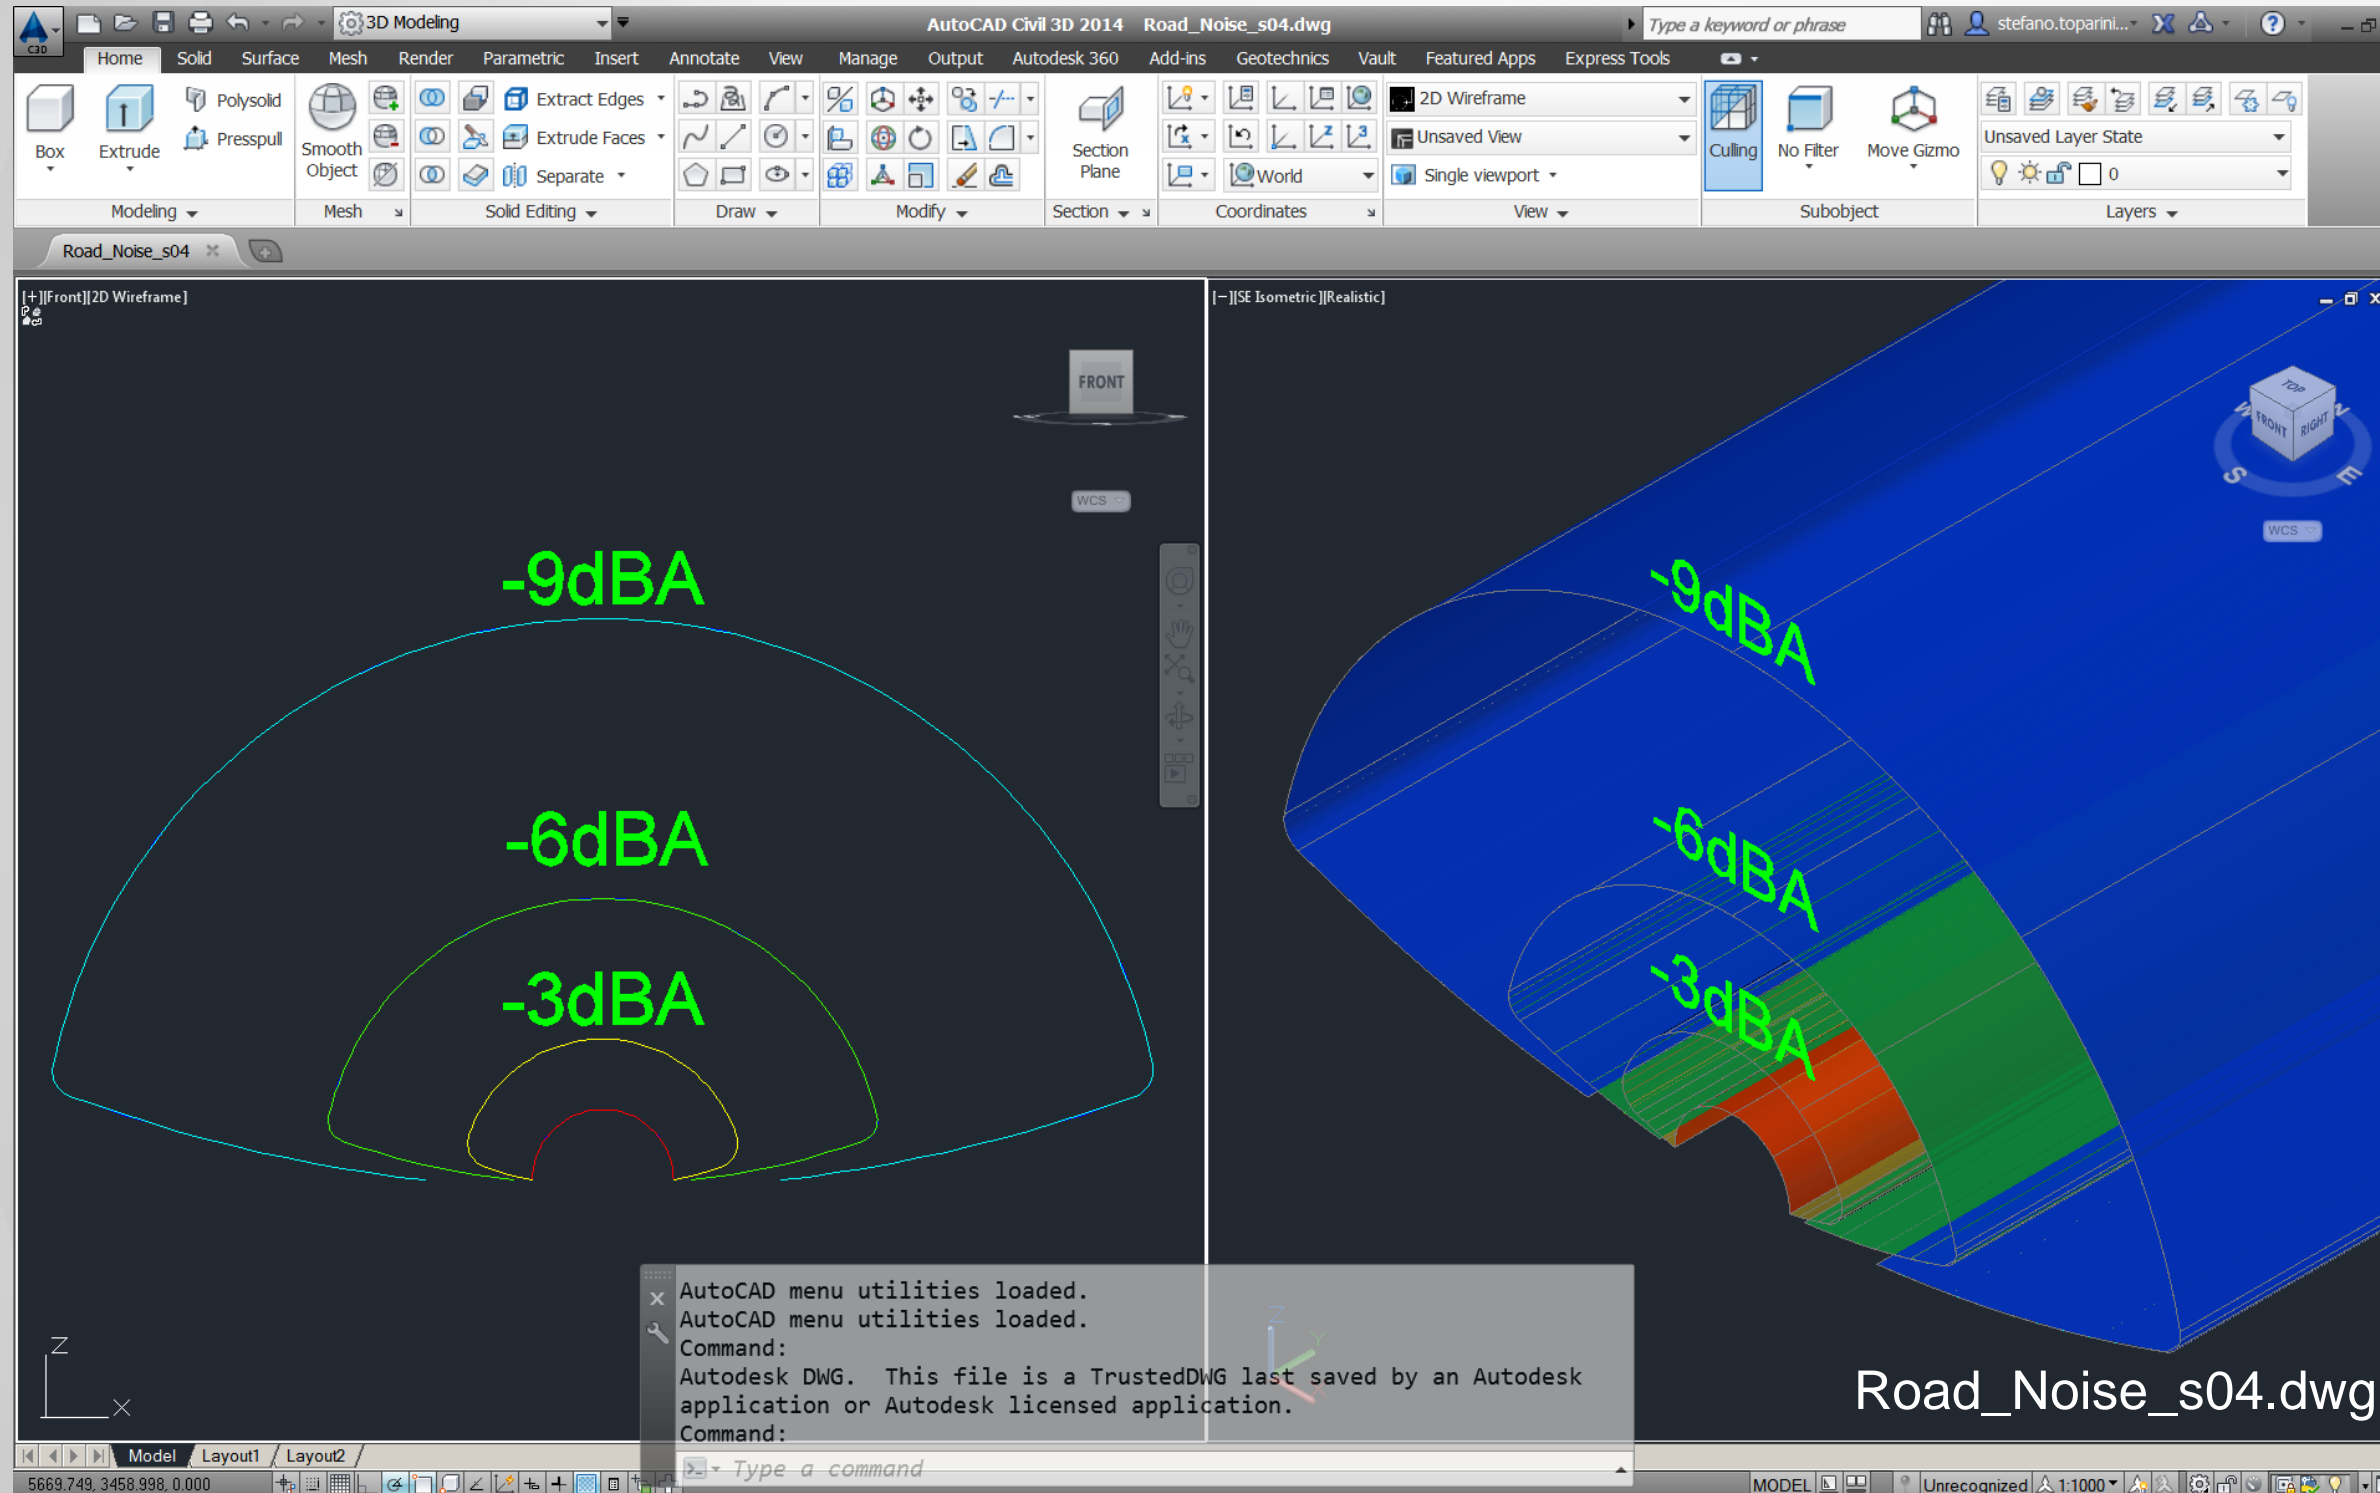 3D Modeling
AutoCAD Civil 3D 2014 Road_Noise_s04.dwg
Type a keyword or phrase
stefano.toparini...
C3D
Home Solid Surface Mesh Render Parametric Insert Annotate View Manage Output Autodesk 360 Add-ins Geotechnics Vault Featured Apps Express Tools
Box
Extrude
Polysolid
Presspull
Smooth
Object
Extract Edges
Extrude Faces
Separate
Section
Plane
World
2D Wireframe
Unsaved View
Single viewport
Culling
No Filter
Move Gizmo
Unsaved Layer State
0
Modeling Mesh Solid Editing Draw Modify Section Coordinates View Subobject Layers
Road_Noise_s04
[+][Front][2D Wireframe]
FRONT
WCS
-9dBA
-6dBA
-3dBA
Z
X
[−][SE Isometric][Realistic]
TOP
FRONT
RIGHT
W
N
S
E
WCS
-9dBA
-6dBA
-3dBA
Z
Y
X
Road_Noise_s04.dwg
AutoCAD menu utilities loaded.
AutoCAD menu utilities loaded.
Command:
Autodesk DWG. This file is a TrustedDWG last saved by an Autodesk
application or Autodesk licensed application.
Command:
Type a command
Model Layout1 Layout2
5669.749, 3458.998, 0.000
MODEL
Unrecognized
1:1000